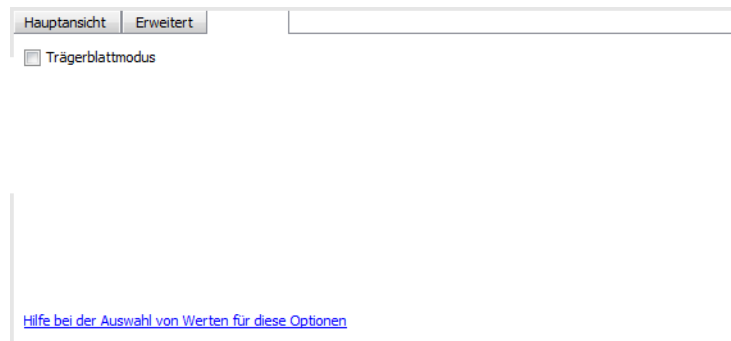 Hauptansicht Erweitert
Trägerblattmodus
Hilfe bei der Auswahl von Werten für diese Optionen